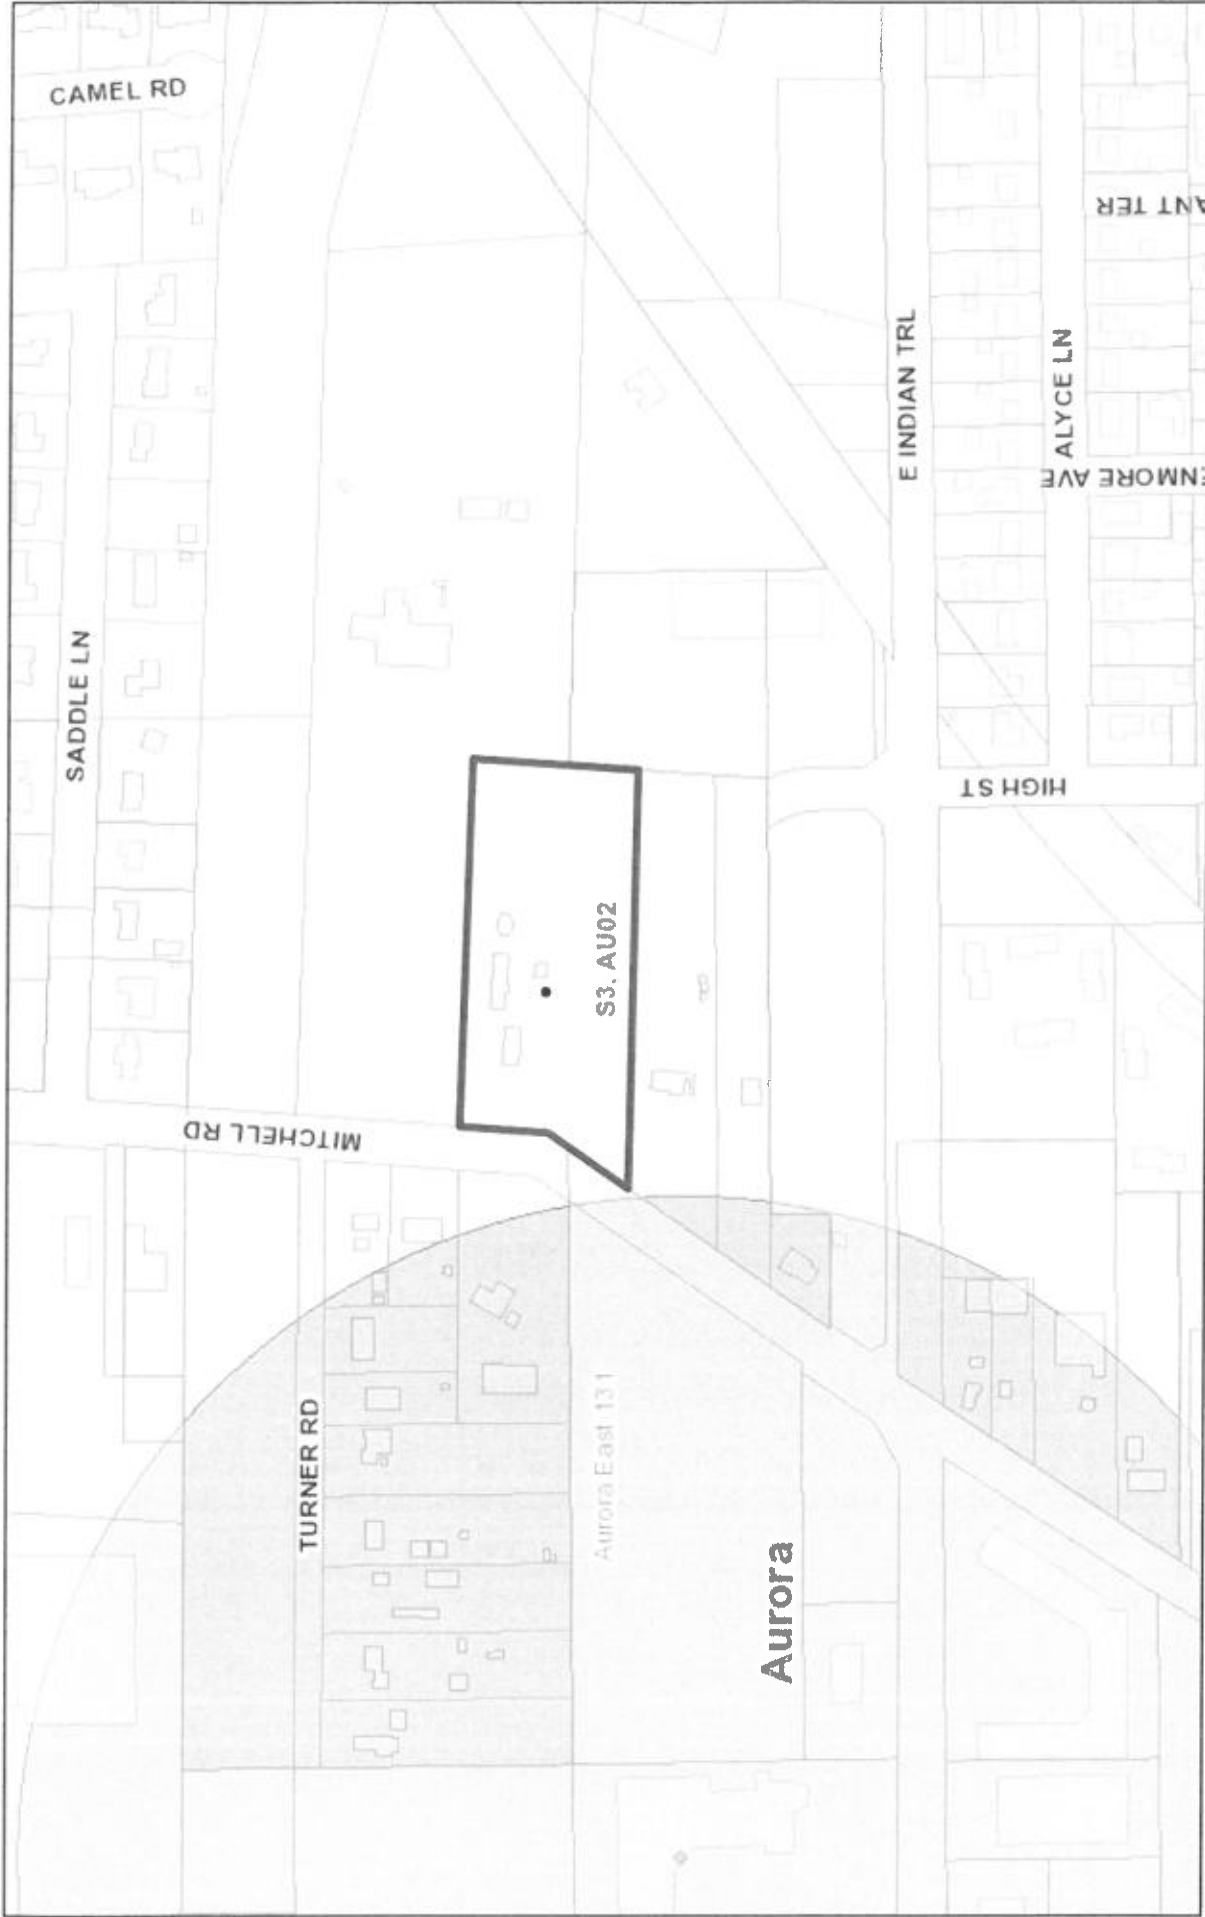 CAMEL RD
ANT TER
SADDLE LN
E INDIAN TRL
ALYCE LN
ENMORE AVE
HIGH ST
S3. AU02
MITCHELL RD
TURNER RD
Aurora East 131
Aurora